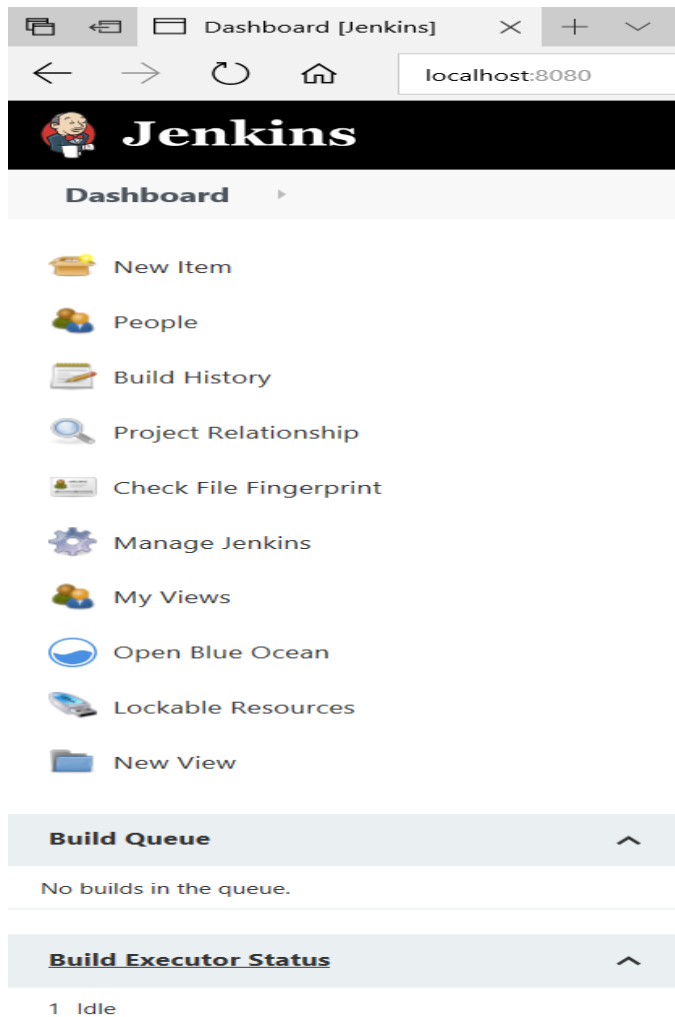 Dashboard [Jenkins]
localhost:8080
Jenkins
Dashboard
New Item
People
Build History
Project Relationship
Check File Fingerprint
Manage Jenkins
My Views
Open Blue Ocean
Lockable Resources
New View
Build Queue
No builds in the queue.
Build Executor Status
1 Idle